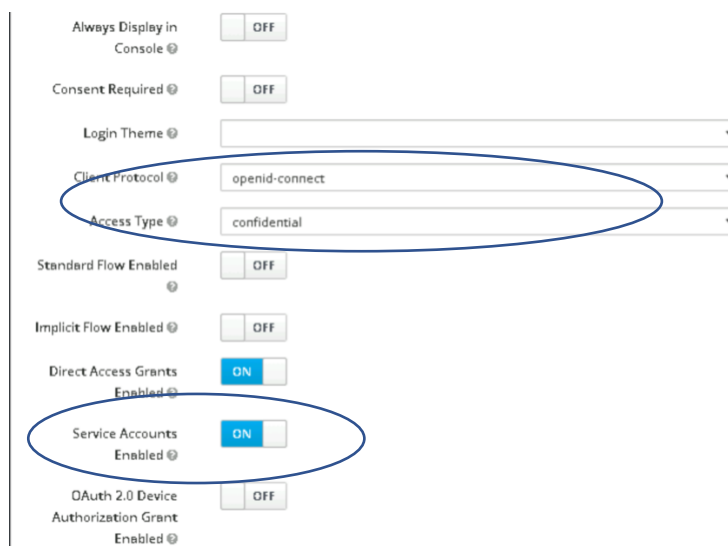 Always Display in
Console
OFF
Consent Required
OFF
Login Theme
Client Protocol
openid-connect
Access Type
confidential
Standard Flow Enabled
OFF
Implicit Flow Enabled
OFF
Direct Access Grants
Enabled
ON
Service Accounts
Enabled
ON
OAuth 2.0 Device
Authorization Grant
Enabled
OFF